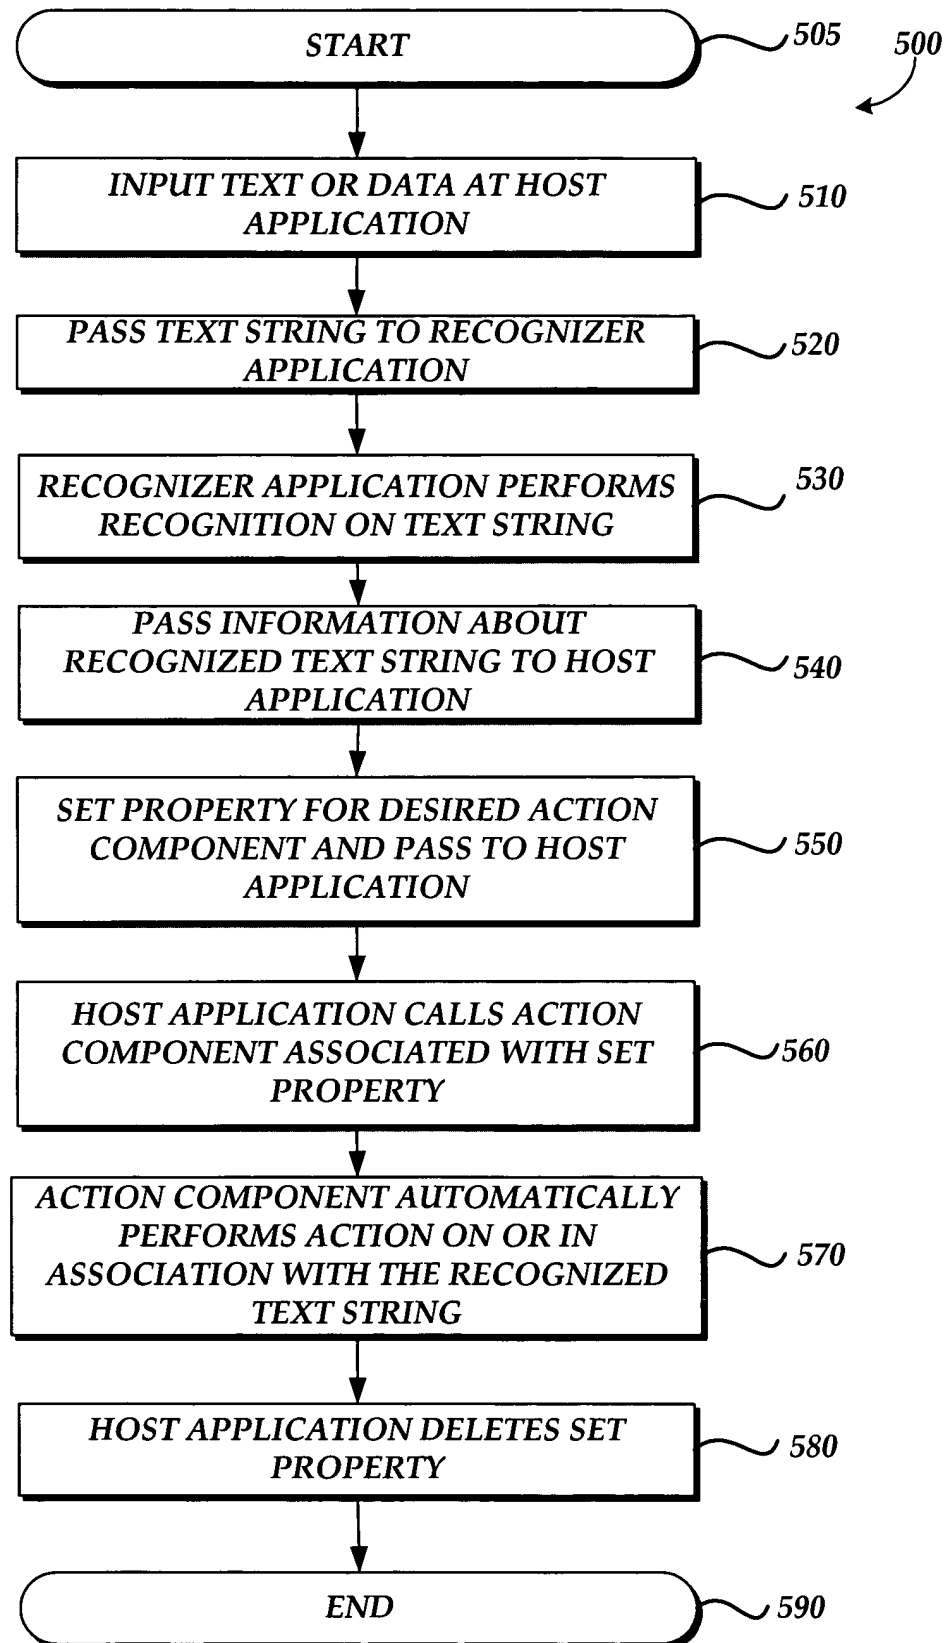 START
505
500
INPUT TEXT OR DATA AT HOST
APPLICATION
510
PASS TEXT STRING TO RECOGNIZER
APPLICATION
520
RECOGNIZER APPLICATION PERFORMS
RECOGNITION ON TEXT STRING
530
PASS INFORMATION ABOUT
RECOGNIZED TEXT STRING TO HOST
APPLICATION
540
SET PROPERTY FOR DESIRED ACTION
COMPONENT AND PASS TO HOST
APPLICATION
550
HOST APPLICATION CALLS ACTION
COMPONENT ASSOCIATED WITH SET
PROPERTY
560
ACTION COMPONENT AUTOMATICALLY
PERFORMS ACTION ON OR IN
ASSOCIATION WITH THE RECOGNIZED
TEXT STRING
570
HOST APPLICATION DELETES SET
PROPERTY
580
END
590